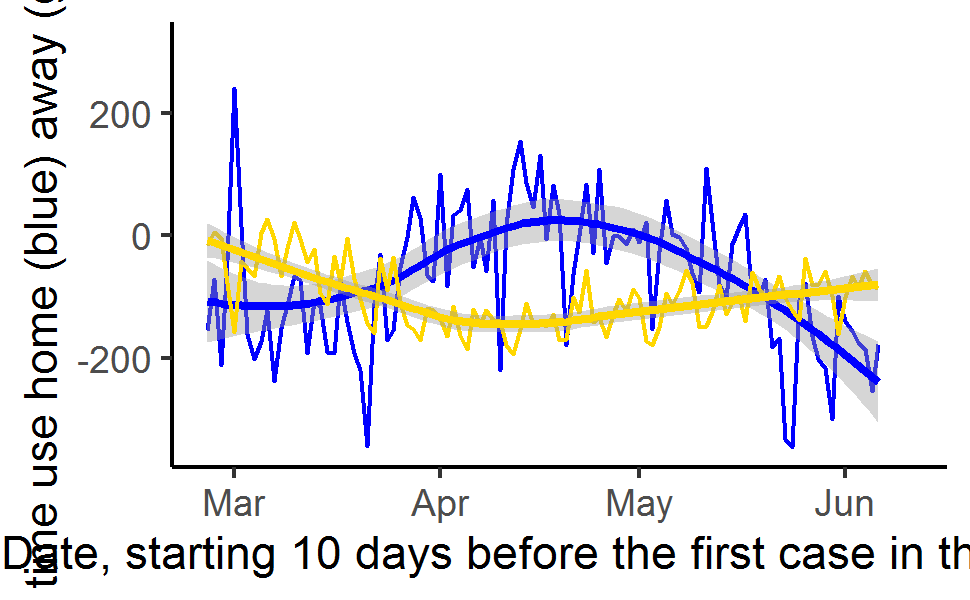 time use home (blue) away (
200
0
-200
Mar Apr May Jun
Date, starting 10 days before the first case in th